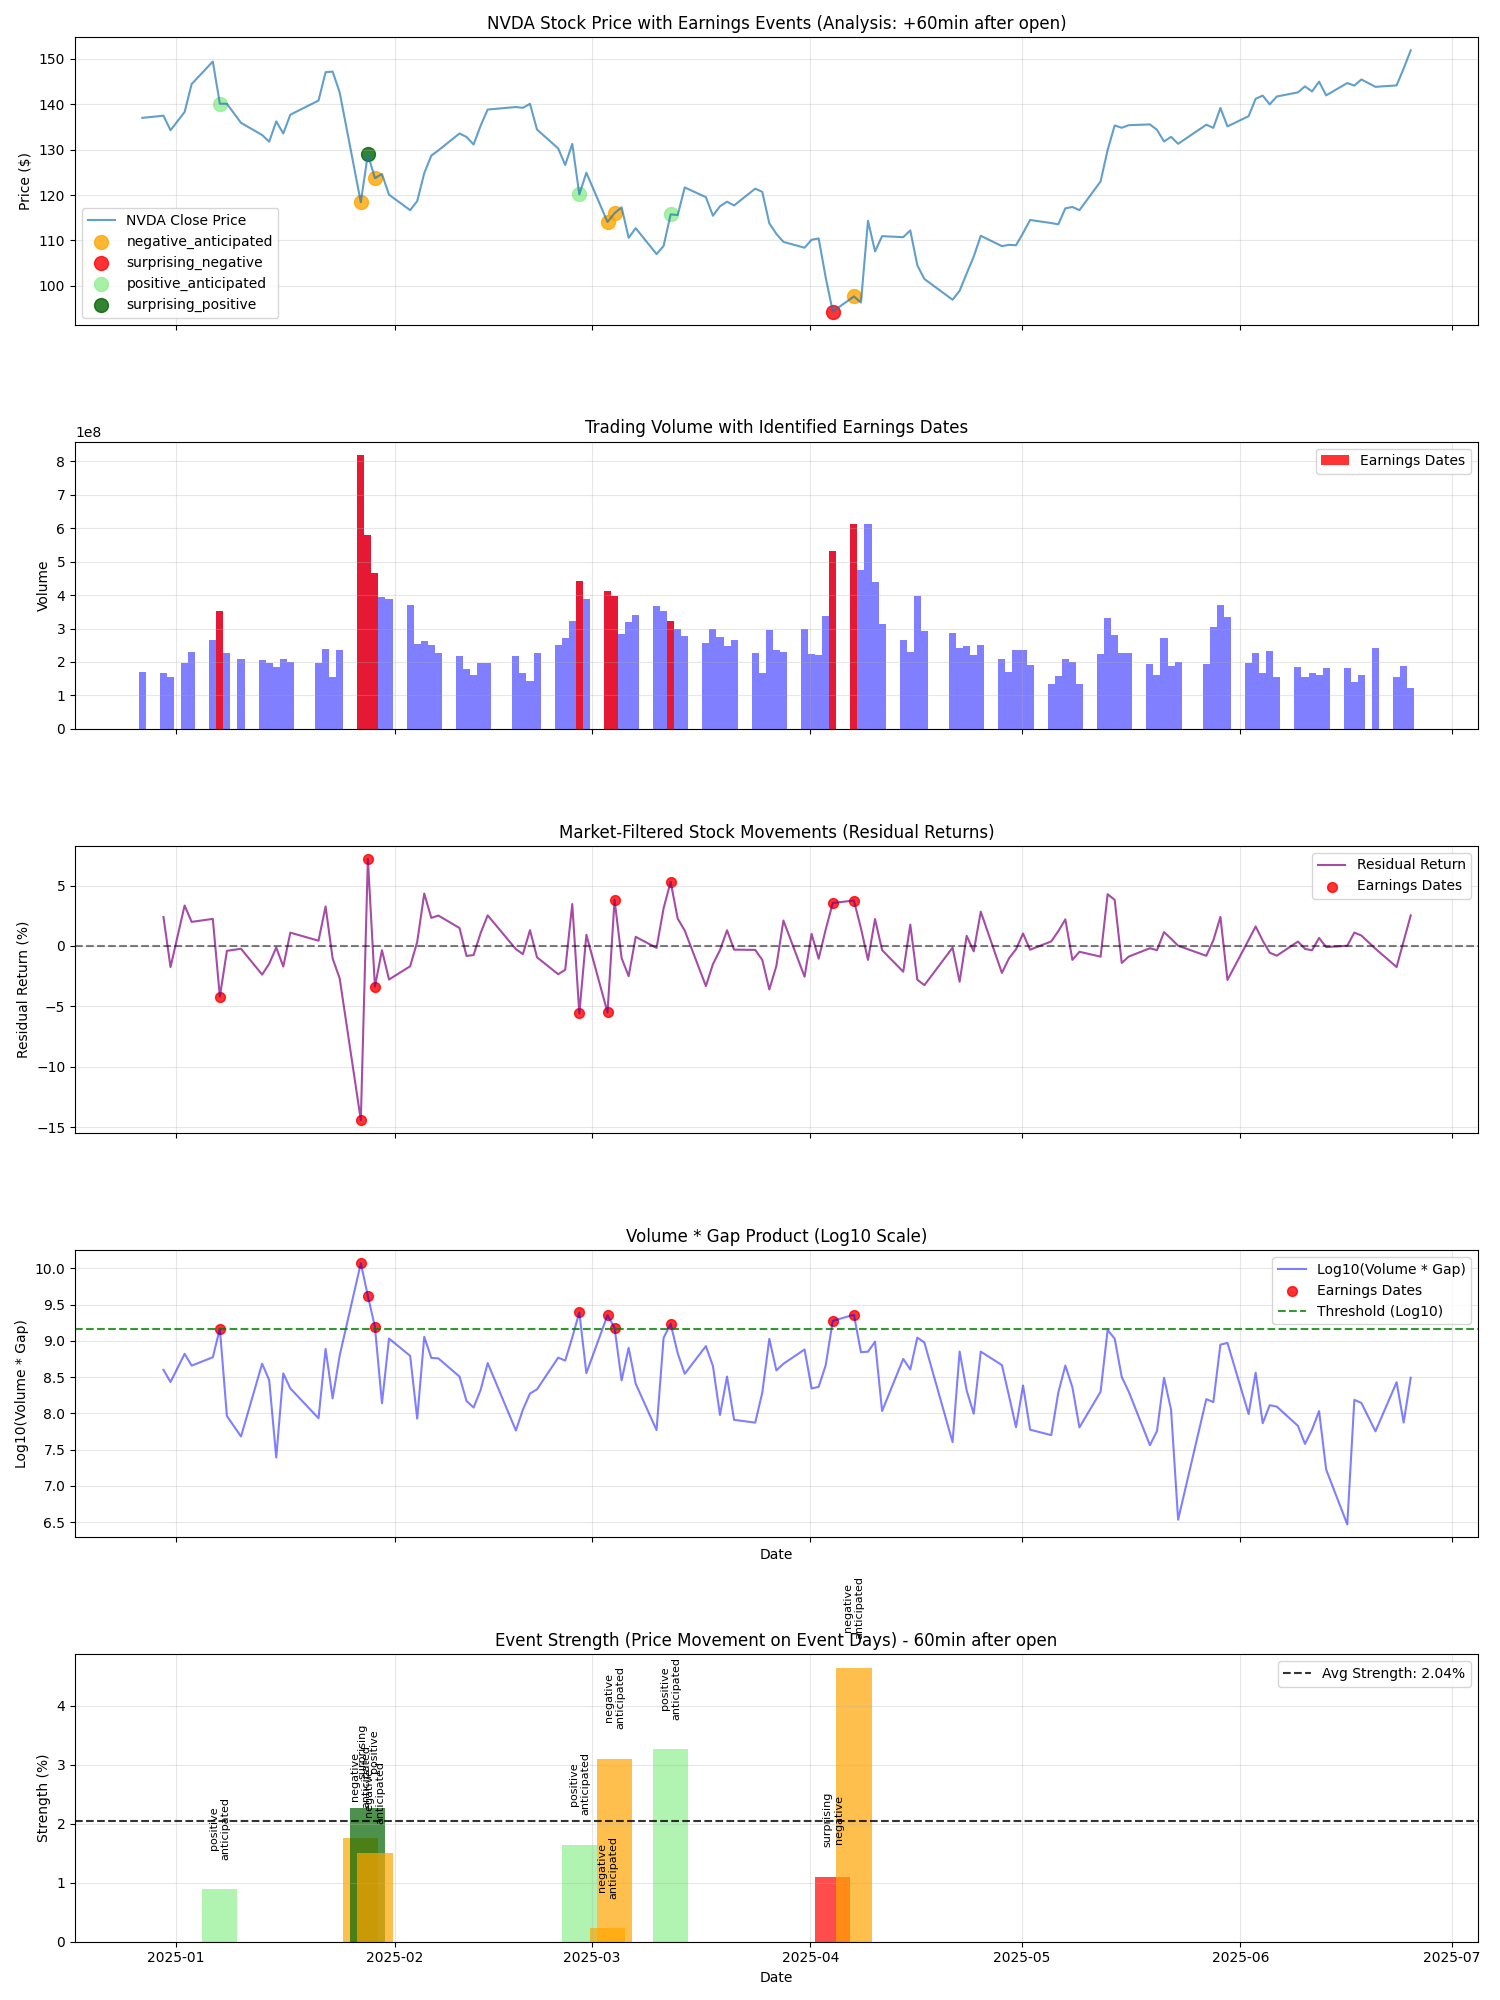 NVDA Stock Price with Earnings Events (Analysis: +60min after open)
Price ($)
150
140
130
120
110
100
NVDA Close Price
negative_anticipated
surprising_negative
positive_anticipated
surprising_positive
Trading Volume with Identified Earnings Dates
1e8
Volume
8
7
6
5
4
3
2
1
0
Earnings Dates
Market-Filtered Stock Movements (Residual Returns)
Residual Return (%)
5
0
−5
−10
−15
Residual Return
Earnings Dates
Volume * Gap Product (Log10 Scale)
Log10(Volume * Gap)
10.0
9.5
9.0
8.5
8.0
7.5
7.0
6.5
Log10(Volume * Gap)
Earnings Dates
Threshold (Log10)
Date
Event Strength (Price Movement on Event Days) - 60min after open
Strength (%)
4
3
2
1
0
Avg Strength: 2.04%
positive
anticipated
negative
anticipated
surprising
positive
negative
anticipated
positive
anticipated
negative
anticipated
negative
anticipated
positive
anticipated
surprising
negative
negative
anticipated
2025-01
2025-02
2025-03
2025-04
2025-05
2025-06
2025-07
Date